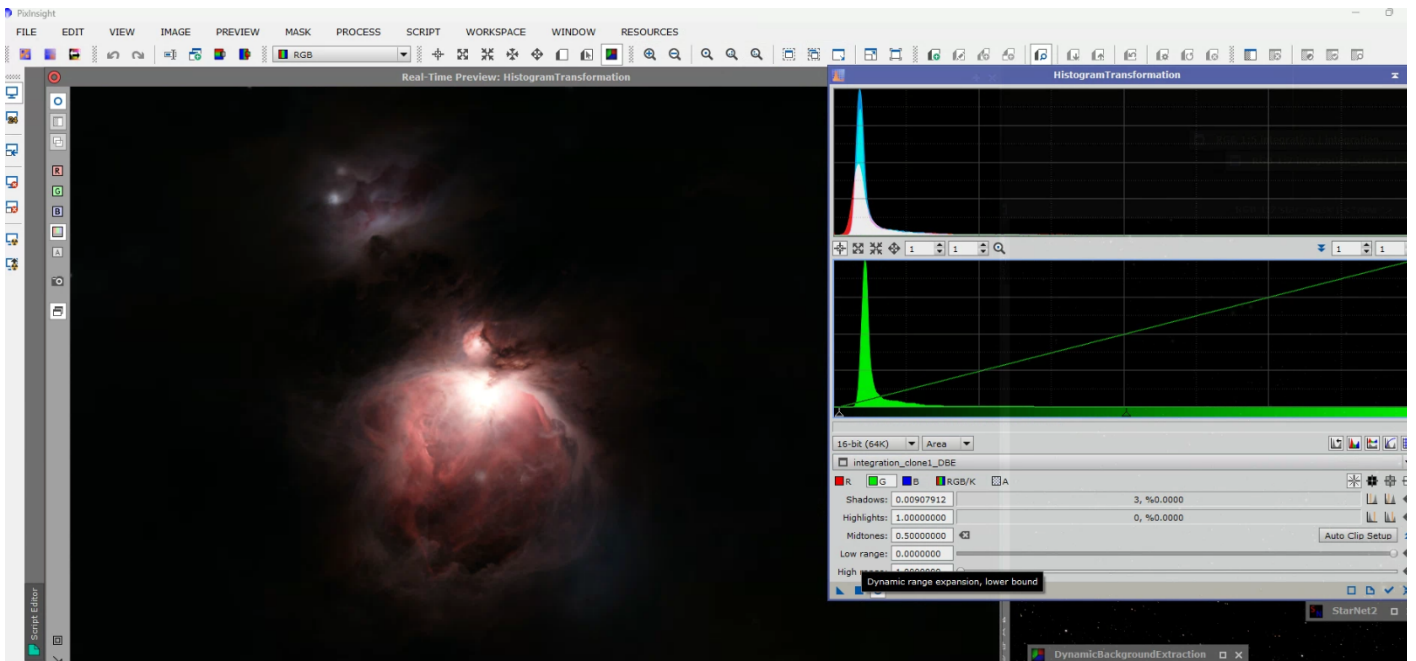 PixInsight
FILE EDIT VIEW IMAGE PREVIEW MASK PROCESS SCRIPT WORKSPACE WINDOW RESOURCES
RGB
Real-Time Preview: HistogramTransformation
HistogramTransformation
R
G
B
A
1 1 1 1
16-bit (64K) Area
integration_clone1_DBE
R G B RGB/K A
Shadows: 0.00907912 3, %0.0000
Highlights: 1.00000000 0, %0.0000
Midtones: 0.50000000 Auto Clip Setup
Low range: 0.0000000
High
Dynamic range expansion, lower bound
Script Editor
StarNet2
DynamicBackgroundExtraction